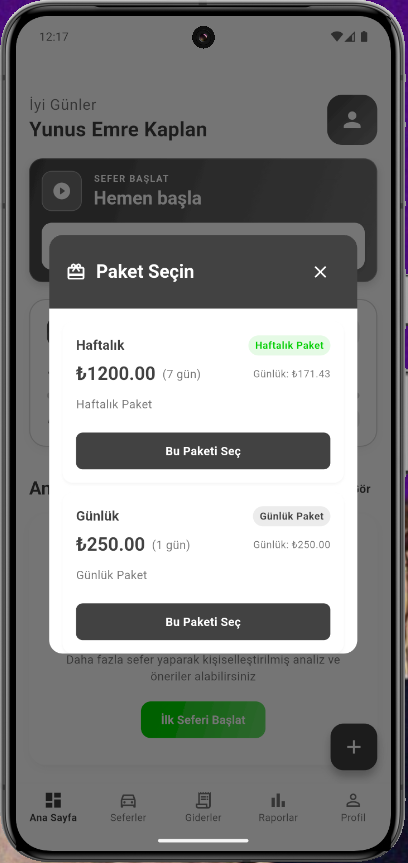 12:17
İyi Günler
Yunus Emre Kaplan
SEFER BAŞLAT
Hemen başla
Paket Seçin
Haftalık
Haftalık Paket
₺1200.00 (7 gün)
Günlük: ₺171.43
Haftalık Paket
Bu Paketi Seç
An
ör
Günlük
Günlük Paket
₺250.00 (1 gün)
Günlük: ₺250.00
Günlük Paket
Bu Paketi Seç
Daha fazla sefer yaparak kişiselleştirilmiş analiz ve
öneriler alabilirsiniz
İlk Seferi Başlat
Ana Sayfa
Seferler
Giderler
Raporlar
Profil